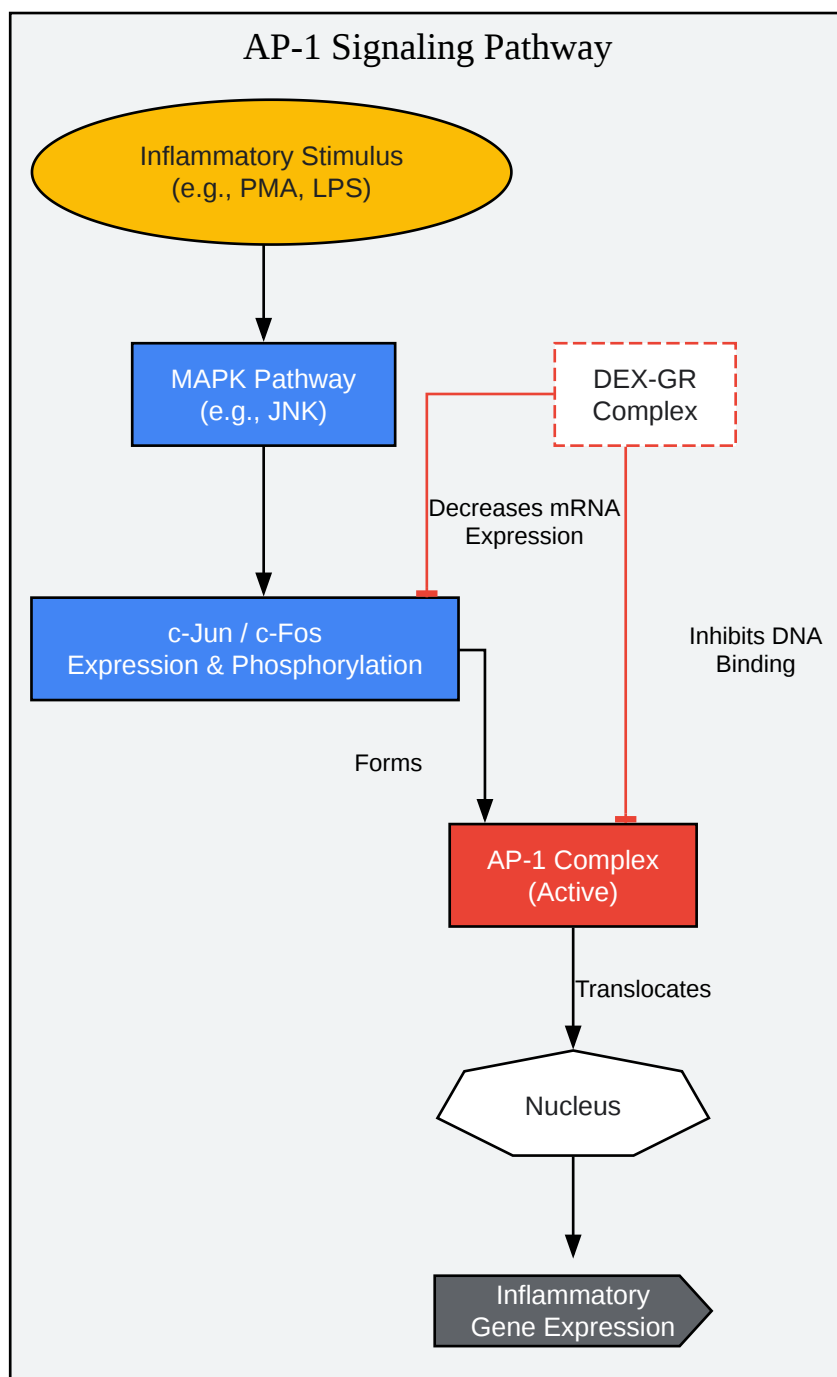 AP-1 Signaling Pathway
Inflammatory Stimulus
(e.g., PMA, LPS)
MAPK Pathway
(e.g., JNK)
DEX-GR
Complex
Decreases mRNA
Expression
c-Jun / c-Fos
Expression & Phosphorylation
Inhibits DNA
Binding
Forms
AP-1 Complex
(Active)
Translocates
Nucleus
Inflammatory
Gene Expression